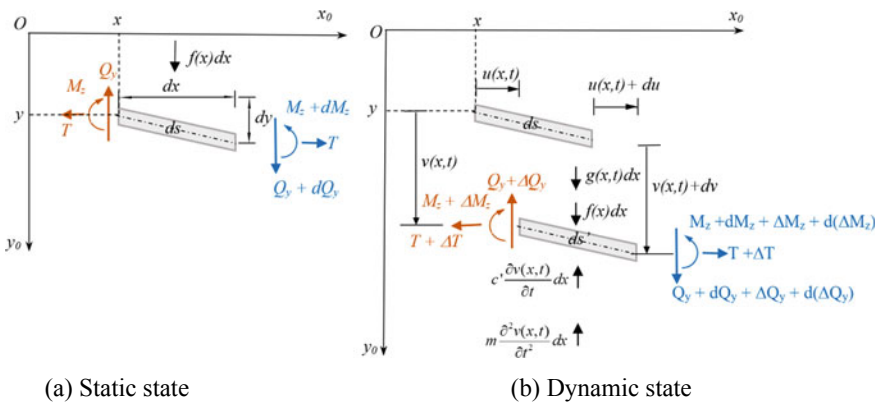 O x x₀
f(x)dx
Q_y
dx
M_z
y
T
ds
dy
M_z + dM_z
T
Q_y + dQ_y
y₀
(a) Static state
O x x₀
u(x,t)
u(x,t) + du
y
ds
v(x,t)
g(x,t)dx
v(x,t)+dv
Q_y+ΔQ_y
M_z + ΔM_z
f(x)dx
T + ΔT
ds'
M_z + dM_z + ΔM_z + d(ΔM_z)
T +ΔT
Q_y + dQ_y + ΔQ_y + d(ΔQ_y)
c' ∂v(x,t)/∂t dx
m ∂²v(x,t)/∂t² dx
y₀
(b) Dynamic state